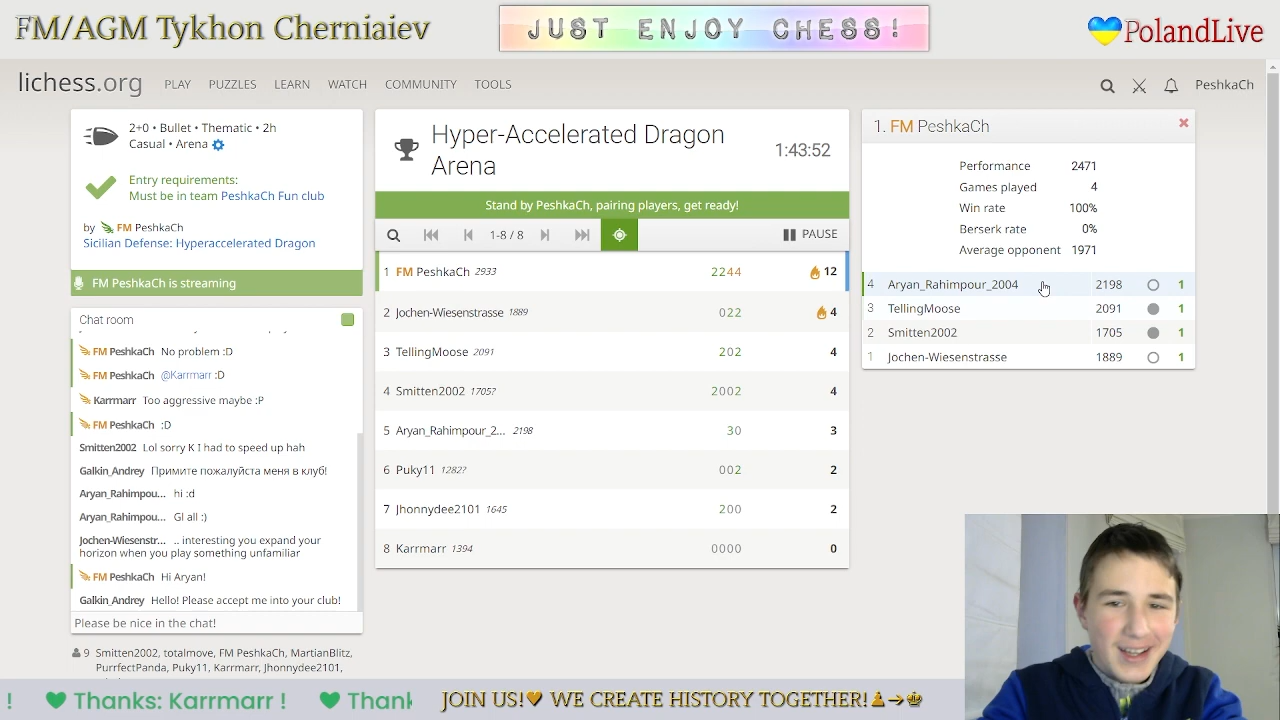 FM/AGM Tykhon Cherniaiev
JUST ENJOY CHESS!
PolandLive
lichess.org
PLAY PUZZLES LEARN WATCH COMMUNITY TOOLS
PeshkaCh
2+0 • Bullet • Thematic • 2h
Casual • Arena
Entry requirements:
Must be in team PeshkaCh Fun club
by FM PeshkaCh
Sicilian Defense: Hyperaccelerated Dragon
FM PeshkaCh is streaming
Chat room
FM PeshkaCh No problem :D
FM PeshkaCh @Karrmarr :D
Karrmarr Too aggressive maybe :P
FM PeshkaCh :D
Smitten2002 Lol sorry K I had to speed up hah
Galkin_Andrey Примите пожалуйста меня в клуб!
Aryan_Rahimpou... hi :d
Aryan_Rahimpou... Gl all :)
Jochen-Wiesenstr... .. interesting you expand your
horizon when you play something unfamiliar
FM PeshkaCh Hi Aryan!
Galkin_Andrey Hello! Please accept me into your club!
Please be nice in the chat!
9 Smitten2002, totalmove, FM PeshkaCh, MartianBlitz,
PurrfectPanda, Puky11, Karrmarr, Jhonnydee2101,
Hyper-Accelerated Dragon
Arena
1:43:52
Stand by PeshkaCh, pairing players, get ready!
1-8 / 8
PAUSE
1 FM PeshkaCh 2933 2244 12
2 Jochen-Wiesenstrasse 1889 022 4
3 TellingMoose 2091 202 4
4 Smitten2002 1705? 2002 4
5 Aryan_Rahimpour_2... 2198 30 3
6 Puky11 1282? 002 2
7 Jhonnydee2101 1645 200 2
8 Karrmarr 1394 0000 0
1. FM PeshkaCh
Performance 2471
Games played 4
Win rate 100%
Berserk rate 0%
Average opponent 1971
4 Aryan_Rahimpour_2004 2198 1
3 TellingMoose 2091 1
2 Smitten2002 1705 1
1 Jochen-Wiesenstrasse 1889 1
! Thanks: Karrmarr ! Thank
JOIN US! WE CREATE HISTORY TOGETHER!